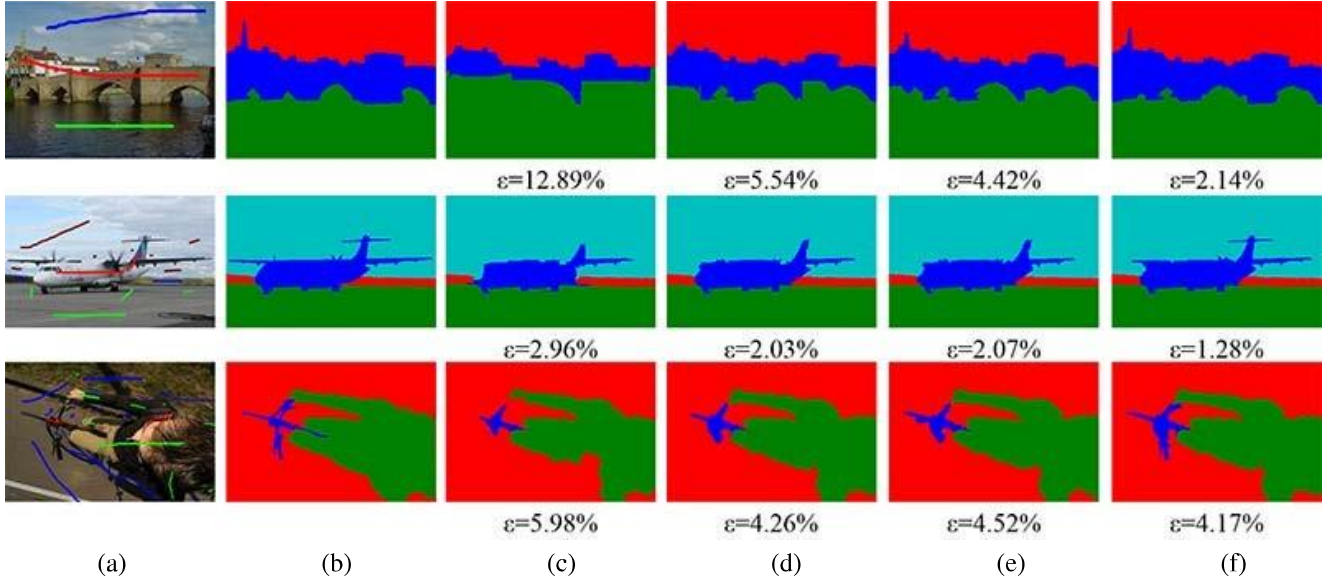 ε=12.89% ε=5.54% ε=4.42% ε=2.14%
ε=2.96% ε=2.03% ε=2.07% ε=1.28%
ε=5.98% ε=4.26% ε=4.52% ε=4.17%
(a) (b) (c) (d) (e) (f)